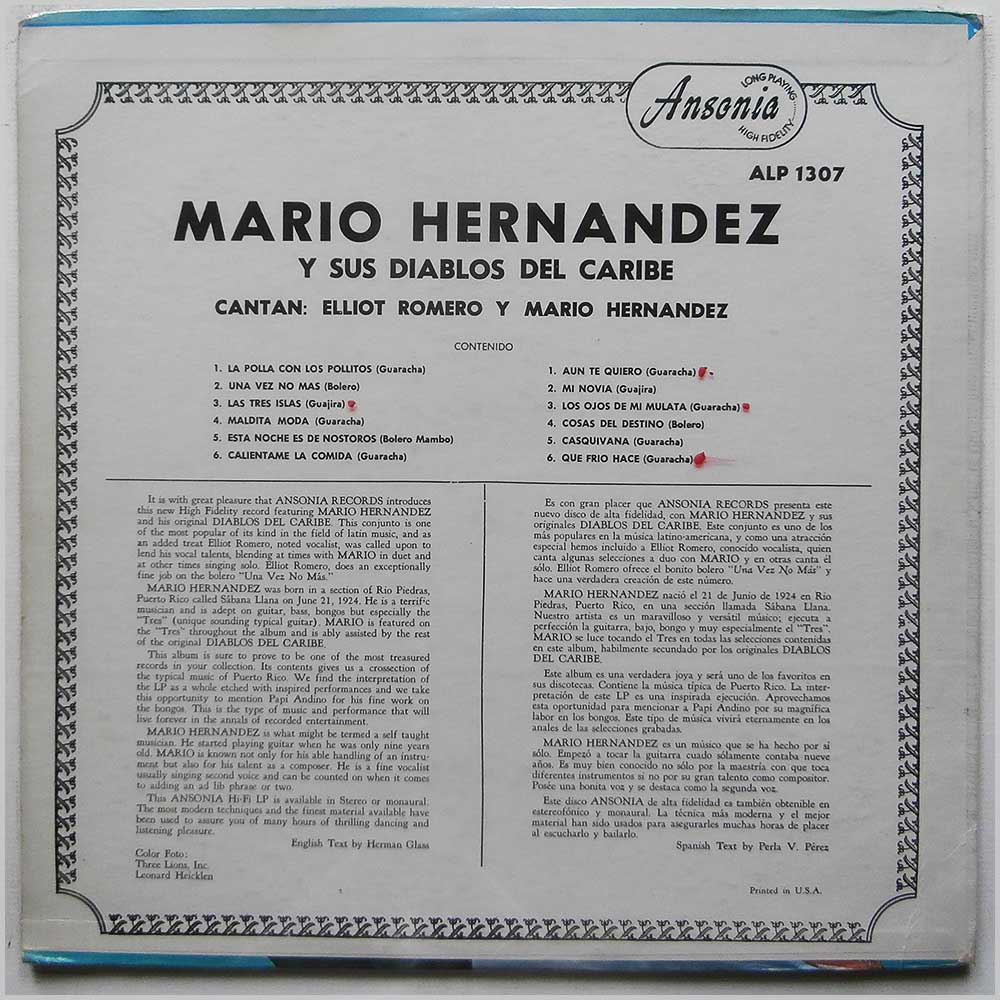 Ansonia
LONG PLAYING
HIGH FIDELITY
ALP 1307
MARIO HERNANDEZ
Y SUS DIABLOS DEL CARIBE
CANTAN: ELLIOT ROMERO Y MARIO HERNANDEZ
CONTENIDO
1. LA POLLA CON LOS POLLITOS (Guaracha)
2. UNA VEZ NO MAS (Bolero)
3. LAS TRES ISLAS (Guajira)
4. MALDITA MODA (Guaracha)
5. ESTA NOCHE ES DE NOSTOROS (Bolero Mambo)
6. CALIENTAME LA COMIDA (Guaracha)
1. AUN TE QUIERO (Guaracha)
2. MI NOVIA (Guajira)
3. LOS OJOS DE MI MULATA (Guaracha)
4. COSAS DEL DESTINO (Bolero)
5. CASQUIVANA (Guaracha)
6. QUE FRIO HACE (Guaracha)
It is with great pleasure that ANSONIA RECORDS introduces
this new High Fidelity record featuring MARIO HERNANDEZ
and his original DIABLOS DEL CARIBE. This conjunto is one
of the most popular of its kind in the field of latin music, and as
an added treat Elliot Romero, noted vocalist, was called upon to
lend his vocal talents, blending at times with MARIO in duet and
at other times singing solo. Elliot Romero, does an exceptionally
fine job on the bolero "Una Vez No Más."
MARIO HERNANDEZ was born in a section of Rio Piedras,
Puerto Rico called Sábana Llana on June 21, 1924. He is a terrific
musician and is adept on guitar, bass, bongos but especially the
"Tres" (unique sounding typical guitar). MARIO is featured on
the "Tres" throughout the album and is ably assisted by the rest
of the original DIABLOS DEL CARIBE.
This album is sure to prove to be one of the most treasured
records in your collection. Its contents gives us a crossection of
the typical music of Puerto Rico. We find the interpretation of
the LP as a whole etched with inspired performances and we take
this opportunity to mention Papi Andino for his fine work on
the bongos. This is the type of music and performance that will
live forever in the annals of recorded entertainment.
MARIO HERNANDEZ is what might be termed a self taught
musician. He started playing guitar when he was only nine years
old. MARIO is known not only for his able handling of an instru-
ment but also for his talent as a composer. He is a fine vocalist
usually singing second voice and can be counted on when it comes
to adding an ad lib phrase or two.
This ANSONIA Hi-Fi LP is available in Stereo or monaural.
The most modern techniques and the finest material available have
been used to assure you of many hours of thrilling dancing and
listening pleasure.
English Text by Herman Glass
Color Foto:
Three Lions, Inc.
Leonard Heicklen
Es con gran placer que ANSONIA RECORDS presenta este
nuevo disco de alta fidelidad, con MARIO HERNANDEZ y sus
originales DIABLOS DEL CARIBE. Este conjunto es uno de los
más populares en la música latino-americana, y como una atracción
especial hemos incluido a Elliot Romero, conocido vocalista, quien
canta algunas selecciones a duo con MARIO y en otras canta él
sólo. Elliot Romero ofrece el bonito bolero "Una Vez No Más" y
hace una verdadera creación de este número.
MARIO HERNANDEZ nació el 21 de Junio de 1924 en Rio
Piedras, Puerto Rico, en una sección llamada Sábana Llana.
Nuestro artista es un maravilloso y versátil músico; ejecuta a
perfección la guitarra, bajo, bongo y muy especialmente el "Tres".
MARIO se luce tocando el Tres en todas las selecciones contenidas
en este album, habilmente secundado por los originales DIABLOS
DEL CARIBE.
Este album es una verdadera joya y será uno de los favoritos en
sus discotecas. Contiene la música típica de Puerto Rico. La inter-
pretación de este LP es una inspirada ejecución. Aprovechamos
esta oportunidad para mencionar a Papi Andino por su magnífica
labor en los bongos. Este tipo de música vivirá eternamente en los
anales de las selecciones grabadas.
MARIO HERNANDEZ es un músico que se ha hecho por si
sólo. Empezó a tocar la guitarra cuado sólamente contaba nueve
años. Es muy bien conocido no sólo por la maestría con que toca
diferentes instrumentos si no por su gran talento como compositor.
Posée una bonita voz y se destaca como la segunda voz.
Este disco ANSONIA de alta fidelidad es también obtenible en
estereofónico y monaural. La técnica más moderna y el mejor
material han sido usados para asegurarles muchas horas de placer
al escucharlo y bailarlo.
Spanish Text by Perla V. Pérez
Printed in U.S.A.